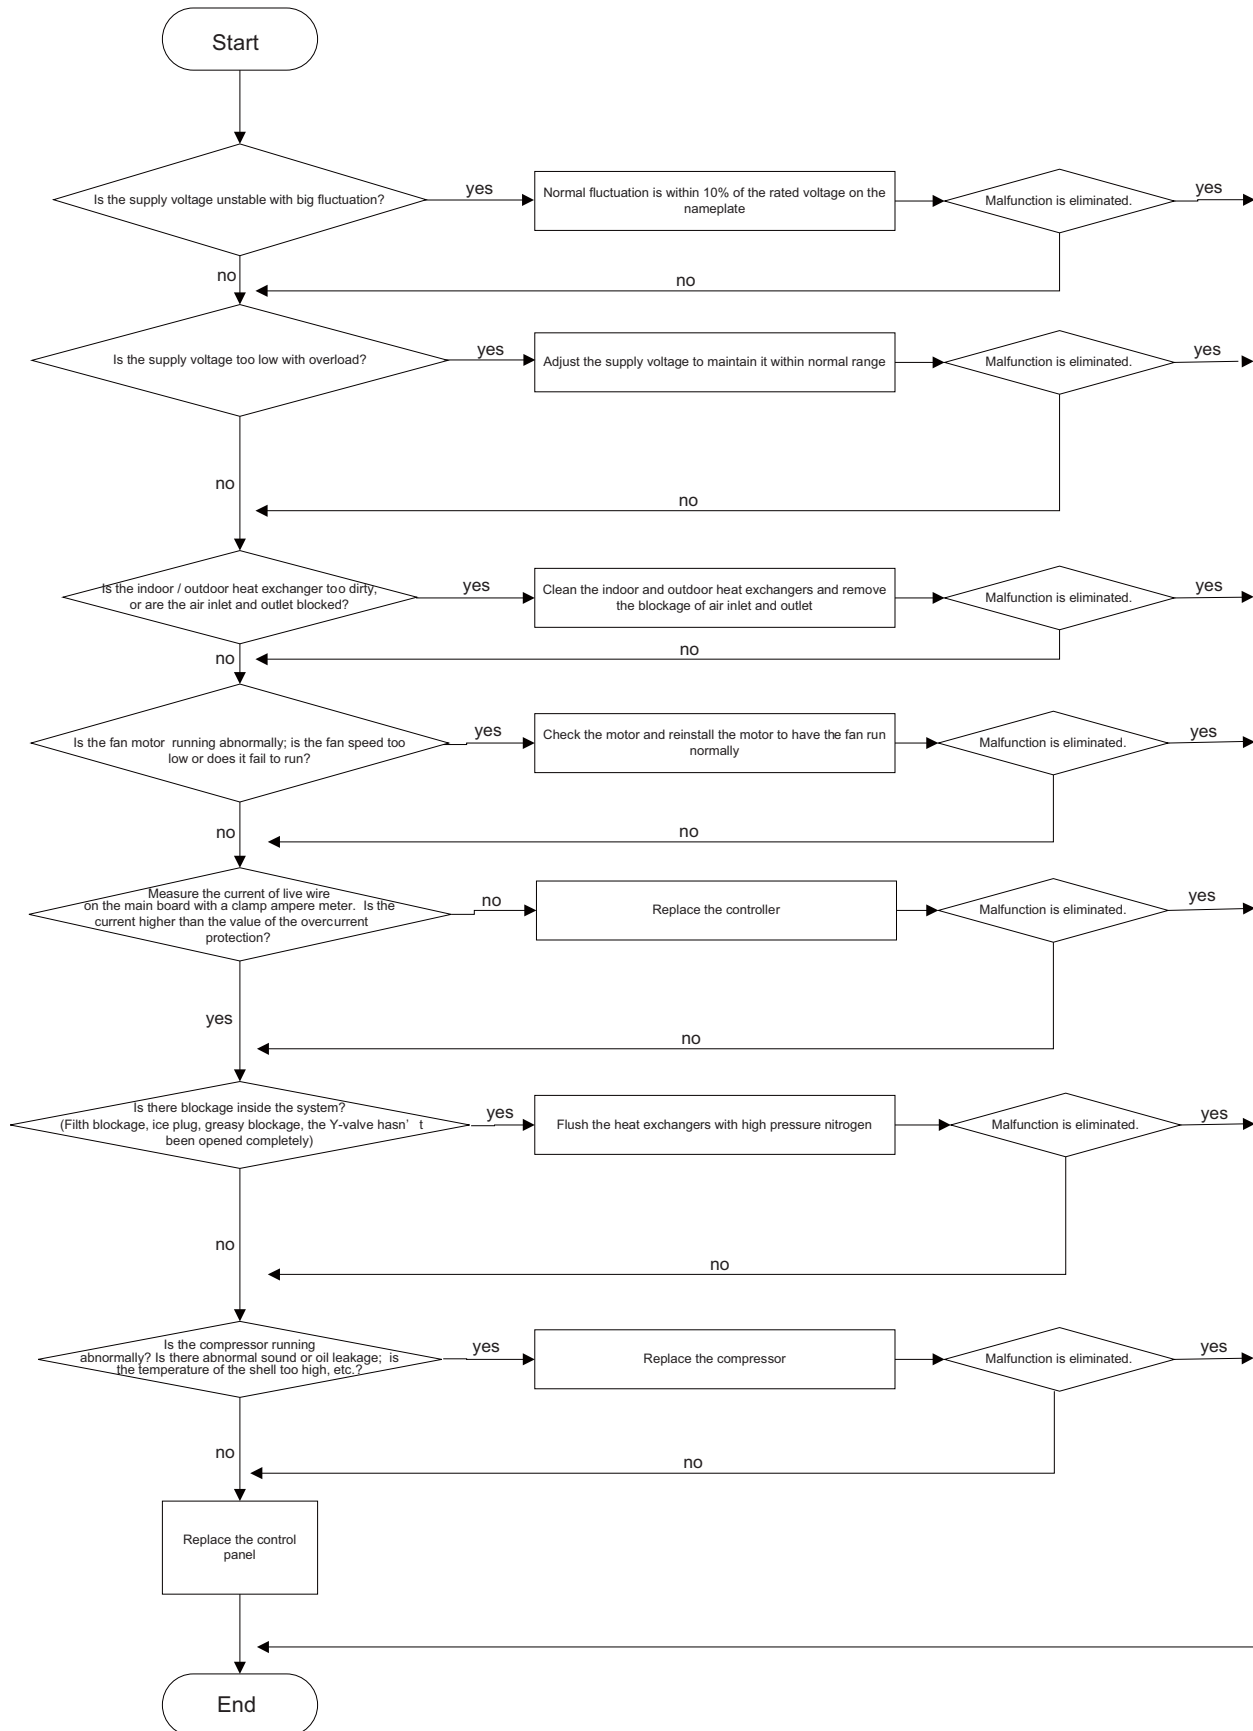 Start
Is the supply voltage unstable with big fluctuation?
yes
Normal fluctuation is within 10% of the rated voltage on the
nameplate
Malfunction is eliminated.
yes
no
no
Is the supply voltage too low with overload?
yes
Adjust the supply voltage to maintain it within normal range
Malfunction is eliminated.
yes
no
no
Is the indoor / outdoor heat exchanger too dirty,
or are the air inlet and outlet blocked?
yes
Clean the indoor and outdoor heat exchangers and remove
the blockage of air inlet and outlet
Malfunction is eliminated.
yes
no
no
Is the fan motor running abnormally; is the fan speed too
low or does it fail to run?
yes
Check the motor and reinstall the motor to have the fan run
normally
Malfunction is eliminated.
yes
no
no
Measure the current of live wire
on the main board with a clamp ampere meter. Is the
current higher than the value of the overcurrent
protection?
no
Replace the controller
Malfunction is eliminated.
yes
yes
no
Is there blockage inside the system?
(Filth blockage, ice plug, greasy blockage, the Y-valve hasn' t
been opened completely)
yes
Flush the heat exchangers with high pressure nitrogen
Malfunction is eliminated.
yes
no
no
Is the compressor running
abnormally? Is there abnormal sound or oil leakage; is
the temperature of the shell too high, etc.?
yes
Replace the compressor
Malfunction is eliminated.
yes
no
no
Replace the control
panel
End